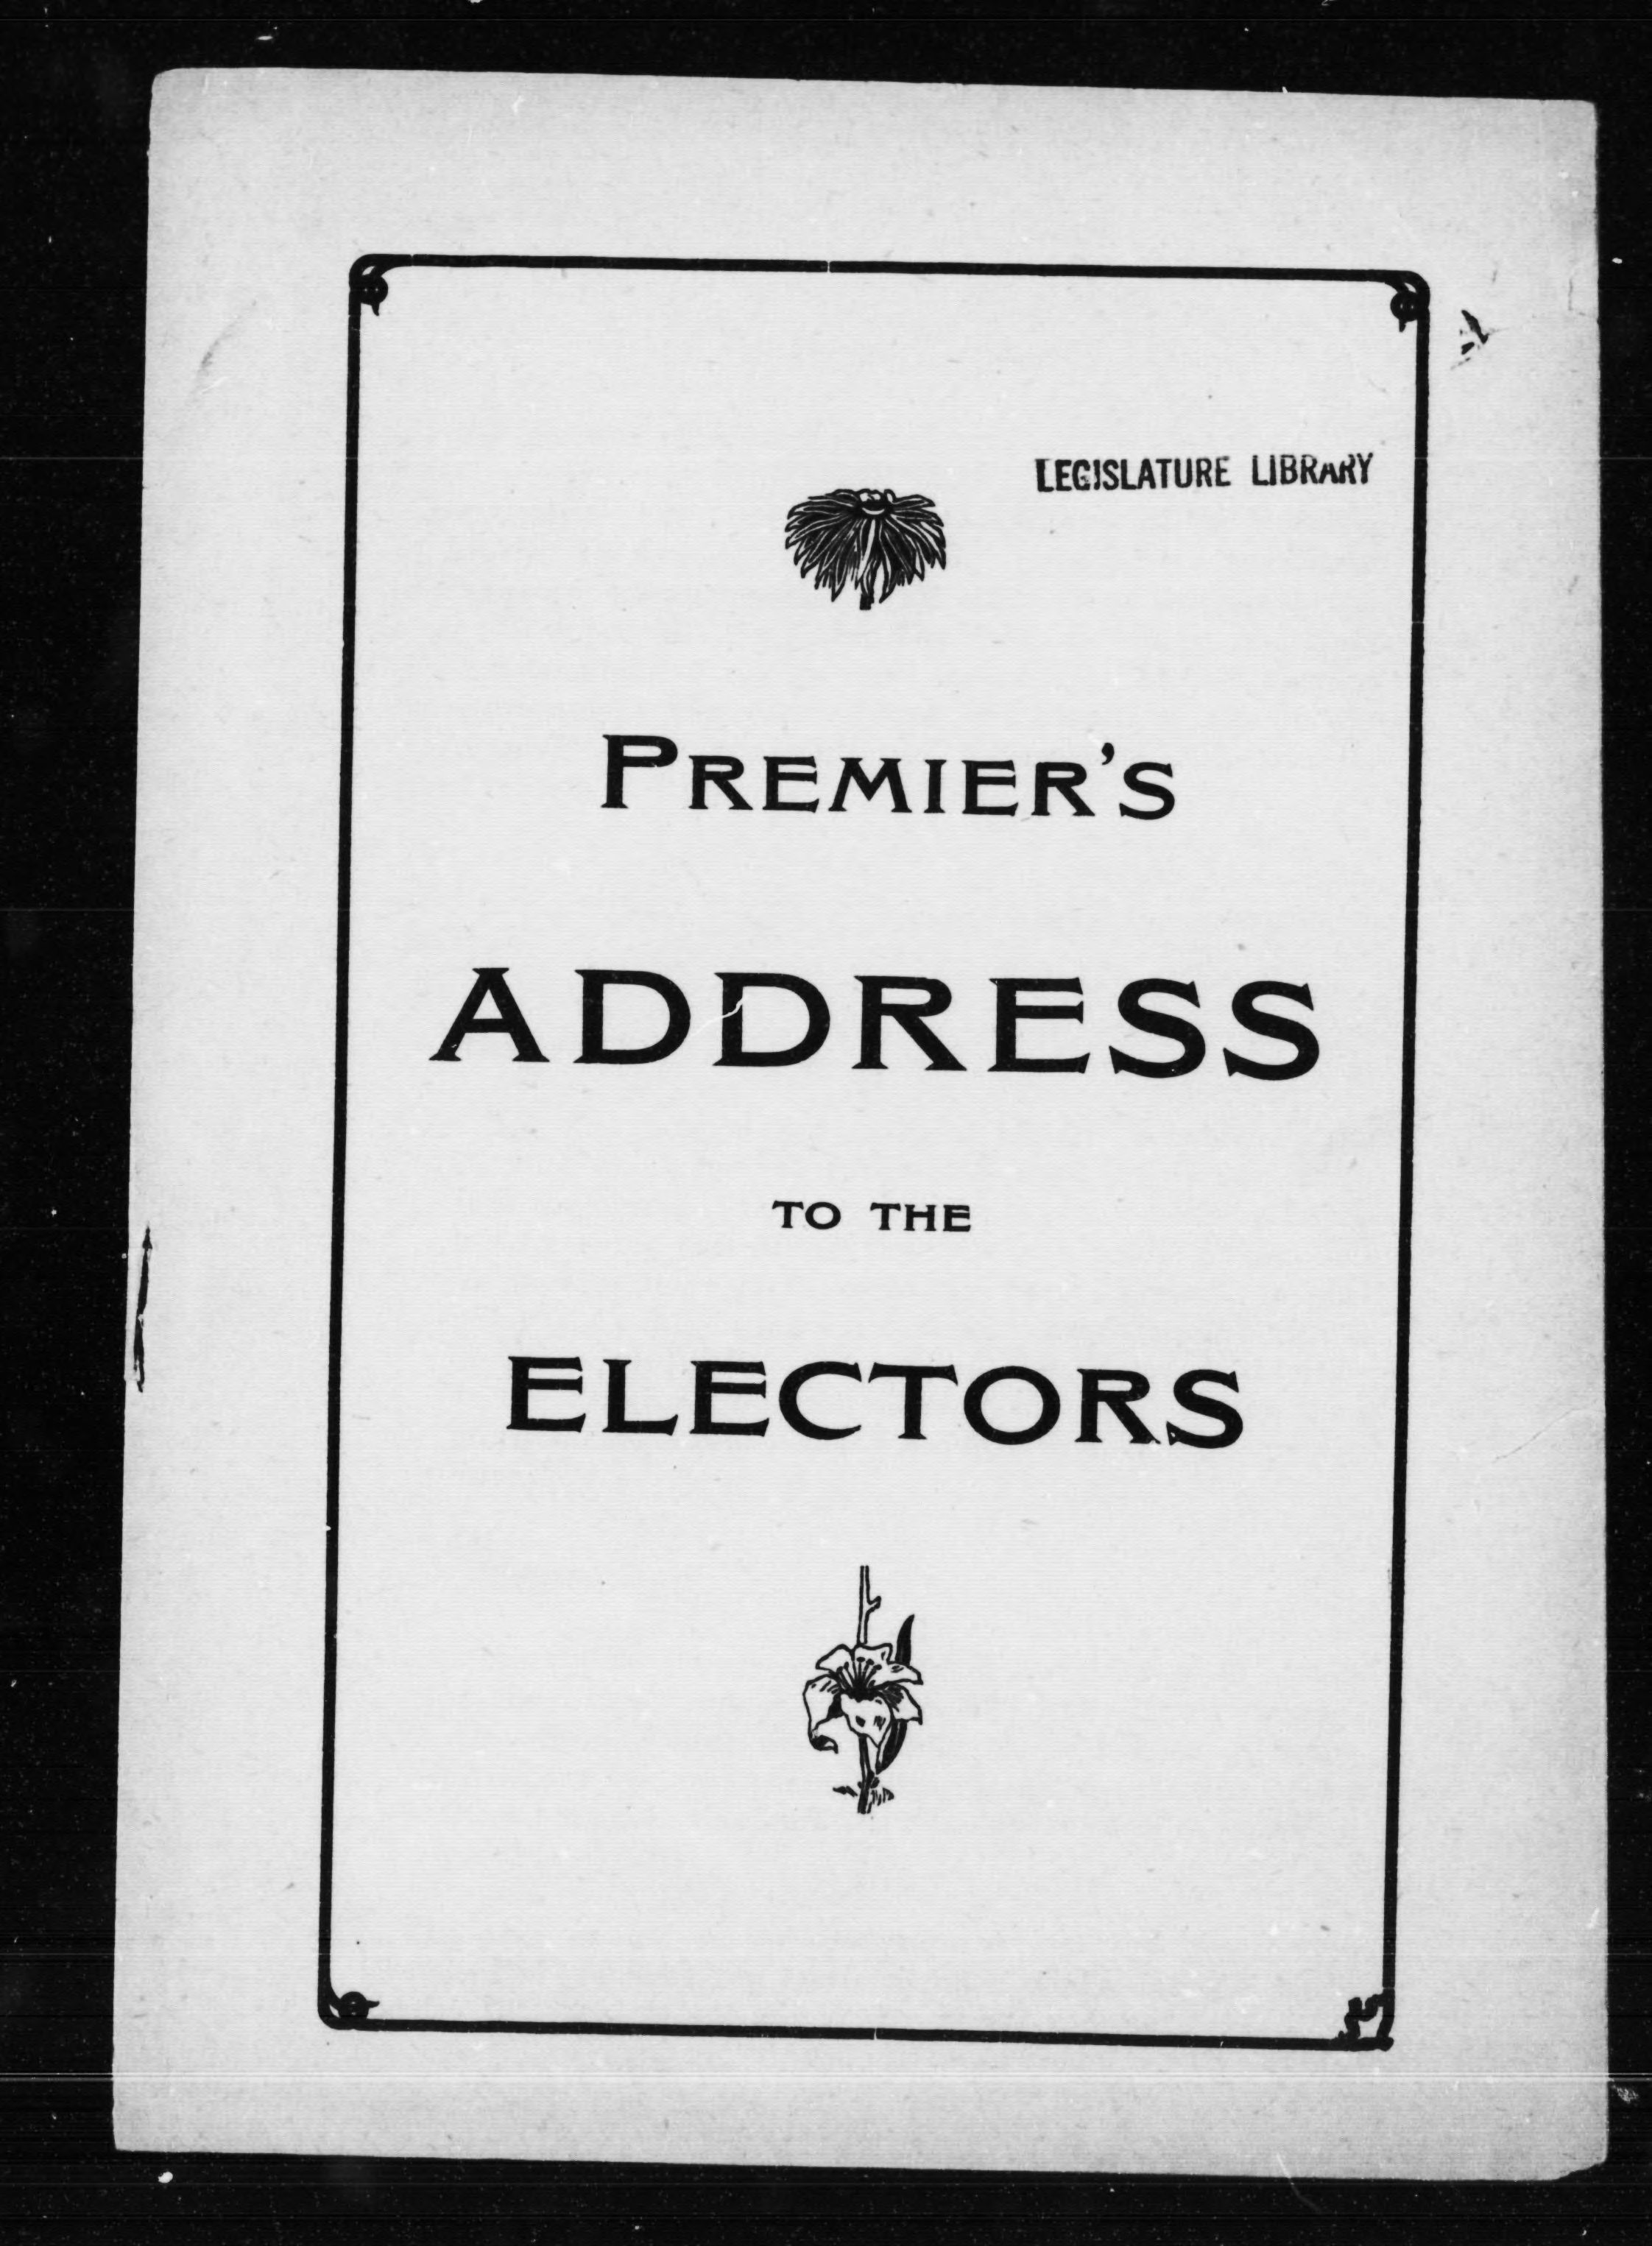 LEGISLATURE LIBRARY
PREMIER'S
ADDRESS
TO THE
ELECTORS